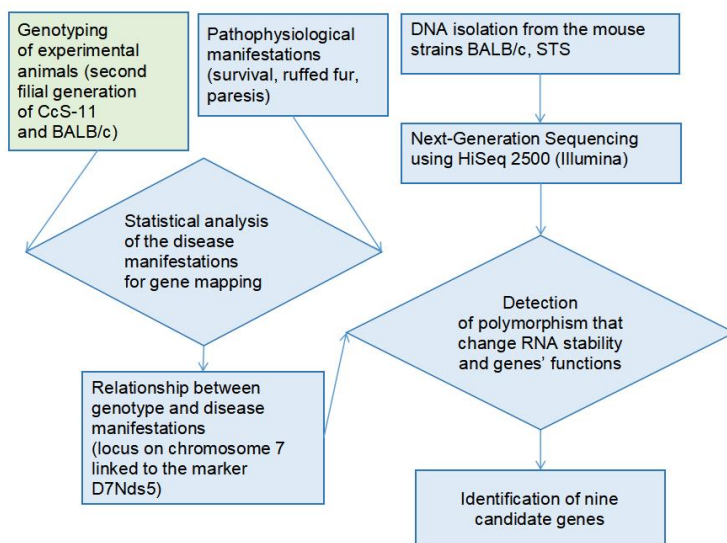 Genotyping
of experimental
animals (second
filial generation
of CcS-11
and BALB/c)
Pathophysiological
manifestations
(survival, ruffed fur,
paresis)
DNA isolation from the mouse
strains BALB/c, STS
Next-Generation Sequencing
using HiSeq 2500 (Illumina)
Statistical analysis
of the disease
manifestations
for gene mapping
Detection
of polymorphism that
change RNA stability
and genes’ functions
Relationship between
genotype and disease
manifestations
(locus on chromosome 7
linked to the marker
D7Nds5)
Identification of nine
candidate genes